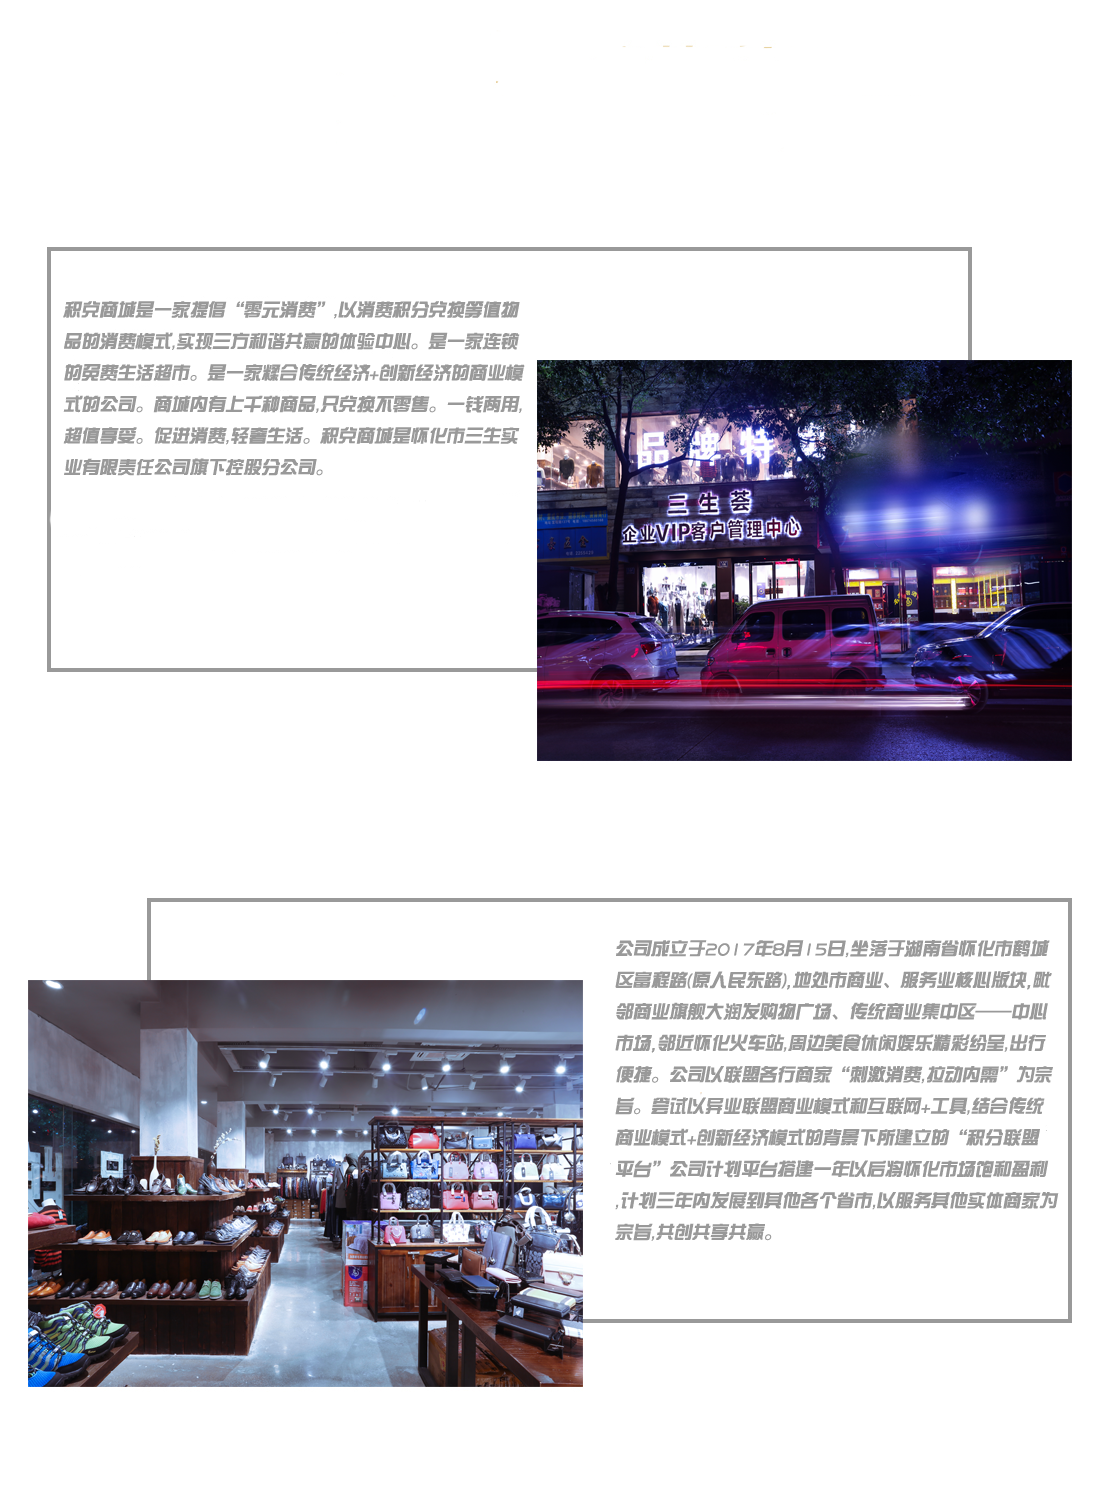 积兑商城是一家提倡“零元消费”,以消费积分兑换等值物
品的消费模式,实现三方和谐共赢的体验中心。是一家连锁
的免费生活超市。是一家糅合传统经济+创新经济的商业模
式的公司。商城内有上千种商品,只兑换不零售。一钱两用,
超值享受。促进消费,轻奢生活。积兑商城是怀化市三生实
业有限责任公司旗下控股分公司。
品牌特
三生荟
企业VIP客户管理中心
公司成立于2017年8月15日,坐落于湖南省怀化市鹤城
区富程路(原人民东路),地处市商业、服务业核心版块,毗
邻商业旗舰大润发购物广场、传统商业集中区——中心
市场,邻近怀化火车站,周边美食休闲娱乐精彩纷呈,出行
便捷。公司以联盟各行商家“刺激消费,拉动内需”为宗
旨。尝试以异业联盟商业模式和互联网+工具,结合传统
商业模式+创新经济模式的背景下所建立的“积分联盟
平台”公司计划平台搭建一年以后将怀化市场饱和盈利
,计划三年内发展到其他各个省市,以服务其他实体商家为
宗旨,共创共享共赢。